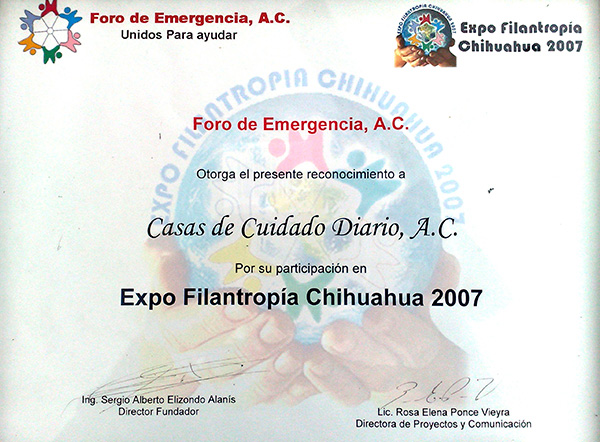 Foro de Emergencia, A.C.
Unidos Para ayudar
EXPO FILANTROPIA CHIHUAHUA 2007
Expo Filantropía
Chihuahua 2007
EXPO FILANTROPIA CHIHUAHUA 2007
Foro de Emergencia, A.C.
Otorga el presente reconocimiento a
Casas de Cuidado Diario, A.C.
Por su participación en
Expo Filantropía Chihuahua 2007
Ing. Sergio Alberto Elizondo Alanís
Director Fundador
Lic. Rosa Elena Ponce Vieyra
Directora de Proyectos y Comunicación